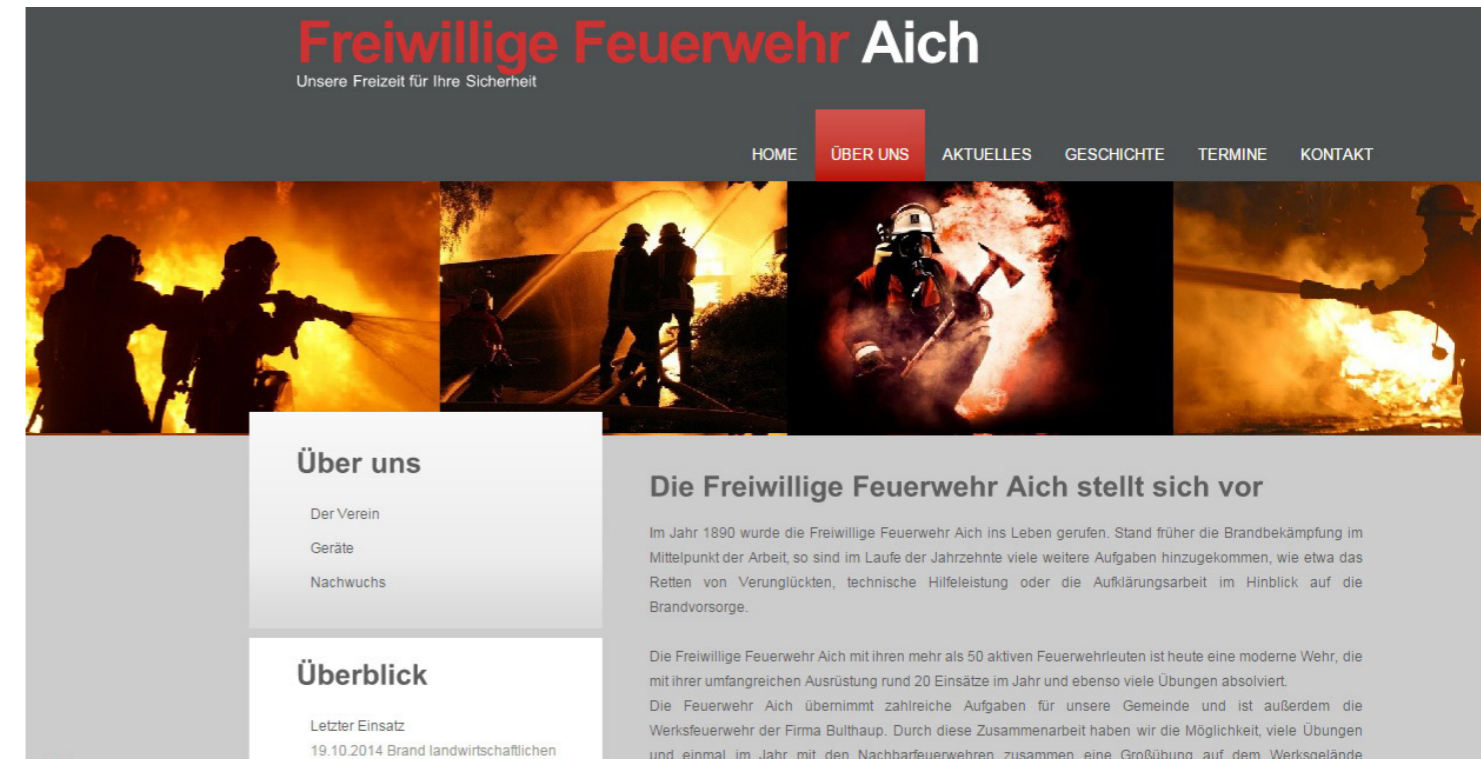 Freiwillige Feuerwehr Aich
Unsere Freizeit für Ihre Sicherheit
HOME ÜBER UNS AKTUELLES GESCHICHTE TERMINE KONTAKT
Über uns
Der Verein
Geräte
Nachwuchs
Überblick
Letzter Einsatz
19.10.2014 Brand landwirtschaftlichen
Die Freiwillige Feuerwehr Aich stellt sich vor
Im Jahr 1890 wurde die Freiwillige Feuerwehr Aich ins Leben gerufen. Stand früher die Brandbekämpfung im
Mittelpunkt der Arbeit, so sind im Laufe der Jahrzehnte viele weitere Aufgaben hinzugekommen, wie etwa das
Retten von Verunglückten, technische Hilfeleistung oder die Aufklärungsarbeit im Hinblick auf die
Brandvorsorge.
Die Freiwillige Feuerwehr Aich mit ihren mehr als 50 aktiven Feuerwehrleuten ist heute eine moderne Wehr, die
mit ihrer umfangreichen Ausrüstung rund 20 Einsätze im Jahr und ebenso viele Übungen absolviert.
Die Feuerwehr Aich übernimmt zahlreiche Aufgaben für unsere Gemeinde und ist außerdem die
Werksfeuerwehr der Firma Bulthaup. Durch diese Zusammenarbeit haben wir die Möglichkeit, viele Übungen
und einmal im Jahr mit den Nachbarfeuerwehren zusammen eine Großübung auf dem Werksgelände